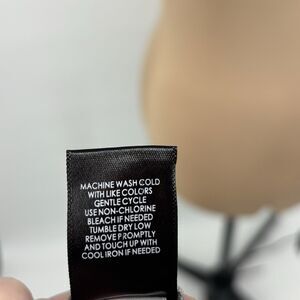 MACHINE WASH COLD
WITH LIKE COLORS
GENTLE CYCLE
USE NON-CHLORINE
BLEACH IF NEEDED
TUMBLE DRY LOW
REMOVE PROMPTLY
AND TOUCH UP WITH
COOL IRON IF NEEDED